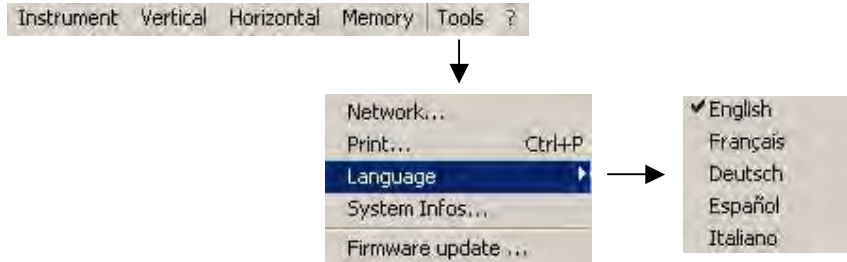 Instrument Vertical Horizontal Memory Tools ?
Network...
Print... Ctrl+P
Language
System Infos...
Firmware update ...
✔English
Français
Deutsch
Español
Italiano